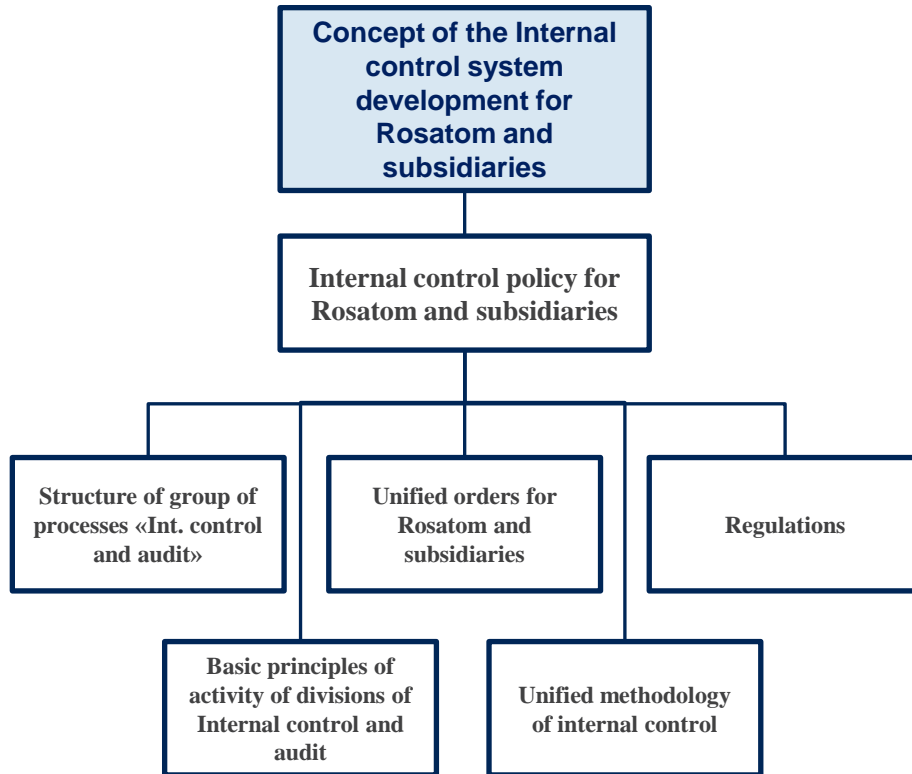 Concept of the Internal
control system
development for
Rosatom and
subsidiaries
Internal control policy for
Rosatom and subsidiaries
Structure of group of
processes «Int. control
and audit»
Unified orders for
Rosatom and
subsidiaries
Regulations
Basic principles of
activity of divisions of
Internal control and
audit
Unified methodology
of internal control